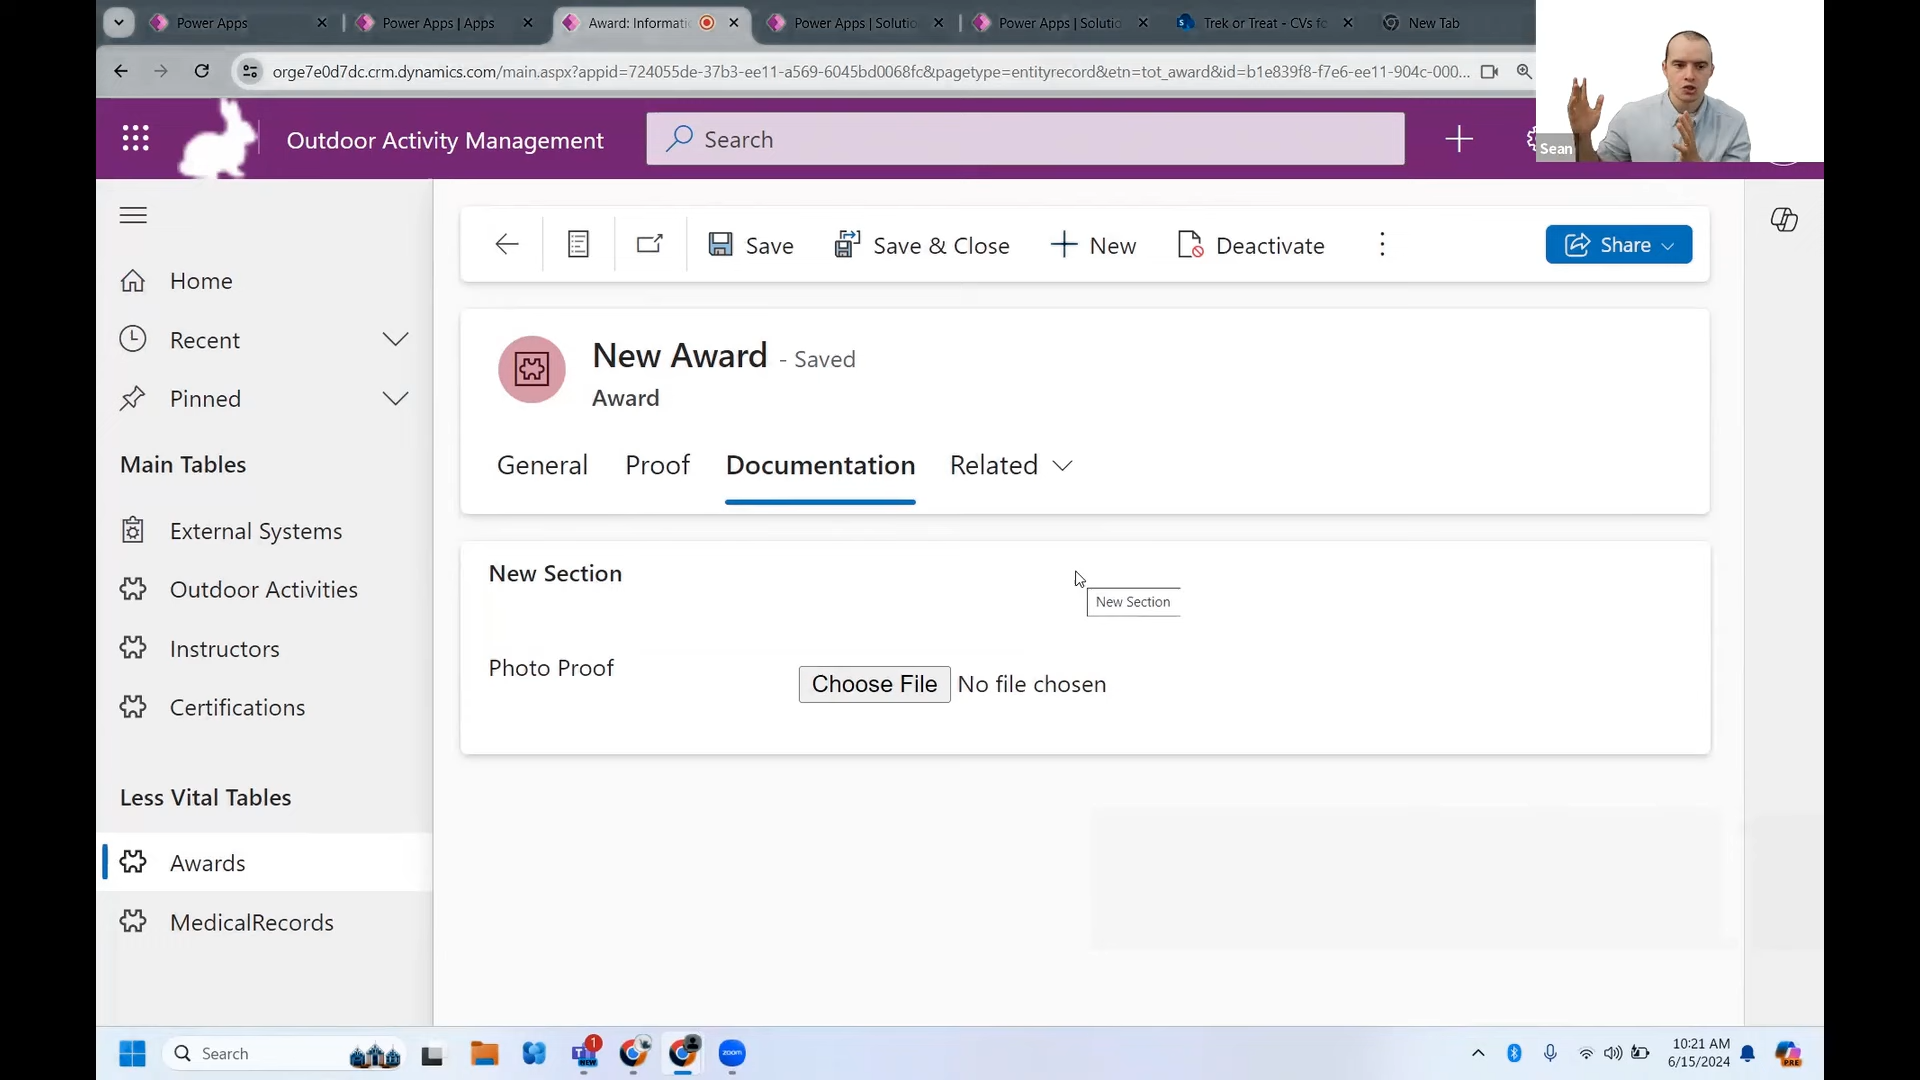 Power Apps
Power Apps | Apps
Award: Informati
Power Apps | Solutio
Power Apps | Solutio
Trek or Treat - CVs fo
New Tab
orge7e0d7dc.crm.dynamics.com/main.aspx?appid=724055de-37b3-ee11-a569-6045bd0068fc&pagetype=entityrecord&etn=tot_award&id=b1e839f8-f7e6-ee11-904c-000...
Outdoor Activity Management
Search
Sean
Save
Save & Close
New
Deactivate
Share
Home
Recent
Pinned
Main Tables
External Systems
Outdoor Activities
Instructors
Certifications
Less Vital Tables
Awards
MedicalRecords
New Award - Saved
Award
General
Proof
Documentation
Related
New Section
New Section
Photo Proof
Choose File No file chosen
Search
1
NEW
zoom
10:21 AM
6/15/2024
PRE